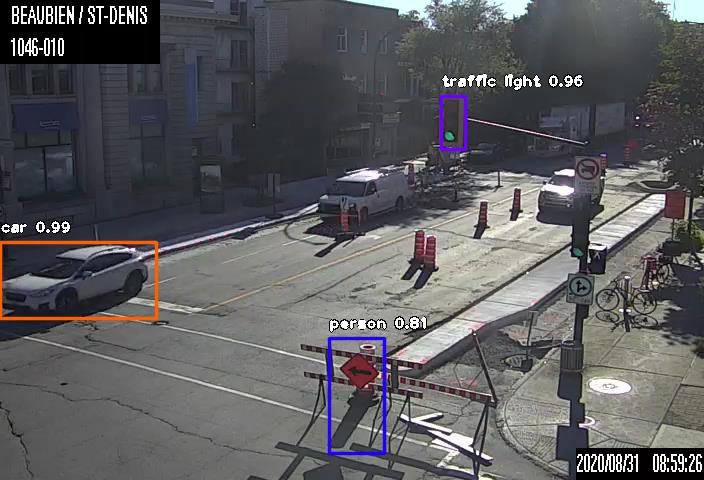 BEAUBIEN / ST-DENIS
1046-010
traffic light 0.96
car 0.99
person 0.81
2020/08/31 08:59:26